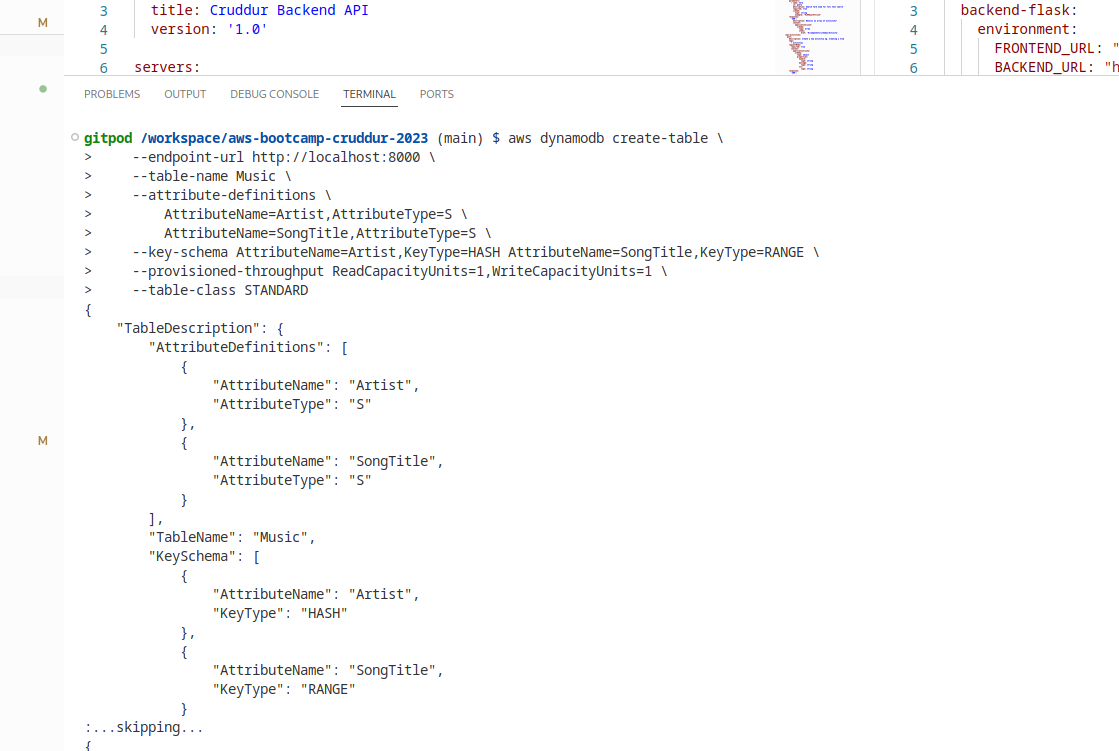 M
3 title: Cruddur Backend API
4 version: '1.0'
5
6 servers:
3 backend-flask:
4 environment:
5 FRONTEND_URL: "
6 BACKEND_URL: "h
PROBLEMS OUTPUT DEBUG CONSOLE TERMINAL PORTS
gitpod /workspace/aws-bootcamp-cruddur-2023 (main) $ aws dynamodb create-table \
> --endpoint-url http://localhost:8000 \
> --table-name Music \
> --attribute-definitions \
> AttributeName=Artist,AttributeType=S \
> AttributeName=SongTitle,AttributeType=S \
> --key-schema AttributeName=Artist,KeyType=HASH AttributeName=SongTitle,KeyType=RANGE \
> --provisioned-throughput ReadCapacityUnits=1,WriteCapacityUnits=1 \
> --table-class STANDARD
{
"TableDescription": {
"AttributeDefinitions": [
{
"AttributeName": "Artist",
"AttributeType": "S"
},
{
"AttributeName": "SongTitle",
"AttributeType": "S"
}
],
"TableName": "Music",
"KeySchema": [
{
"AttributeName": "Artist",
"KeyType": "HASH"
},
{
"AttributeName": "SongTitle",
"KeyType": "RANGE"
}
:...skipping...
{
M